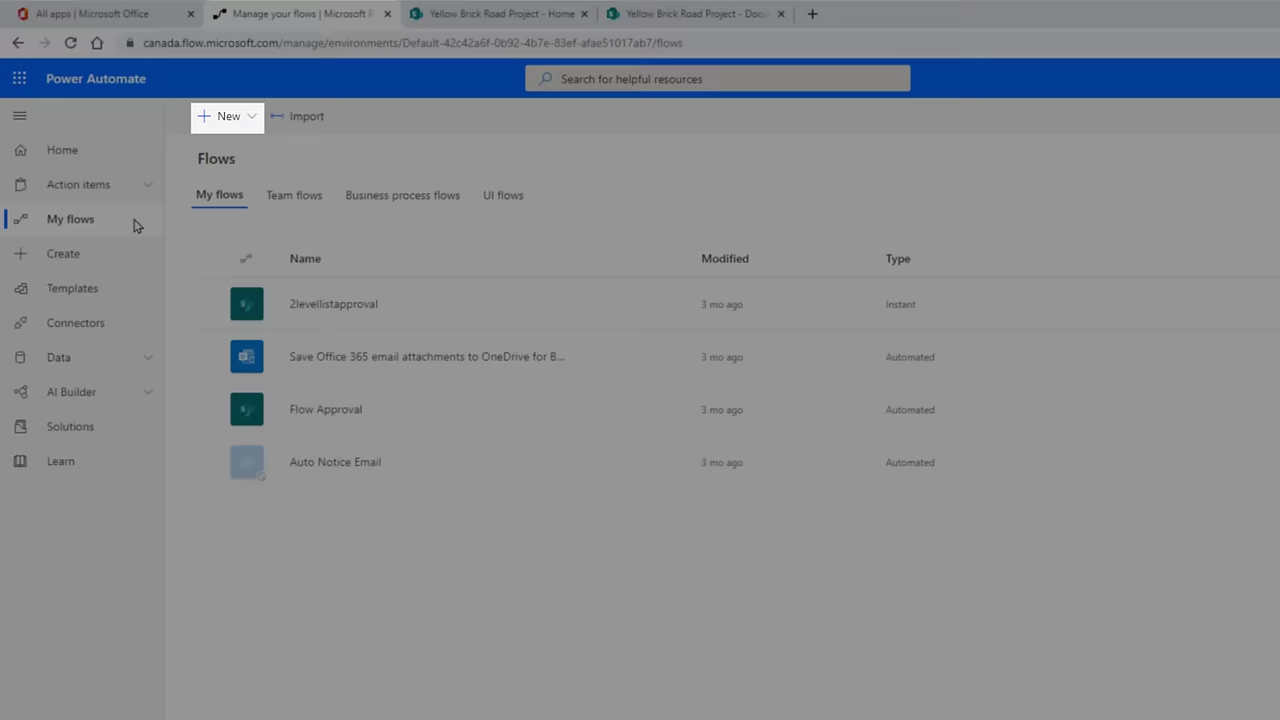 All apps | Microsoft Office
Manage your flows | Microsoft P
Yellow Brick Road Project - Home
Yellow Brick Road Project - Docu
canada.flow.microsoft.com/manage/environments/Default-42c42a6f-0b92-4b7e-83ef-afae51017ab7/flows
Power Automate
Search for helpful resources
New
Import
Home
Action items
My flows
Create
Templates
Connectors
Data
AI Builder
Solutions
Learn
Flows
My flows Team flows Business process flows UI flows
Name Modified Type
2levellistapproval 3 mo ago Instant
Save Office 365 email attachments to OneDrive for B... 3 mo ago Automated
Flow Approval 3 mo ago Automated
Auto Notice Email 3 mo ago Automated